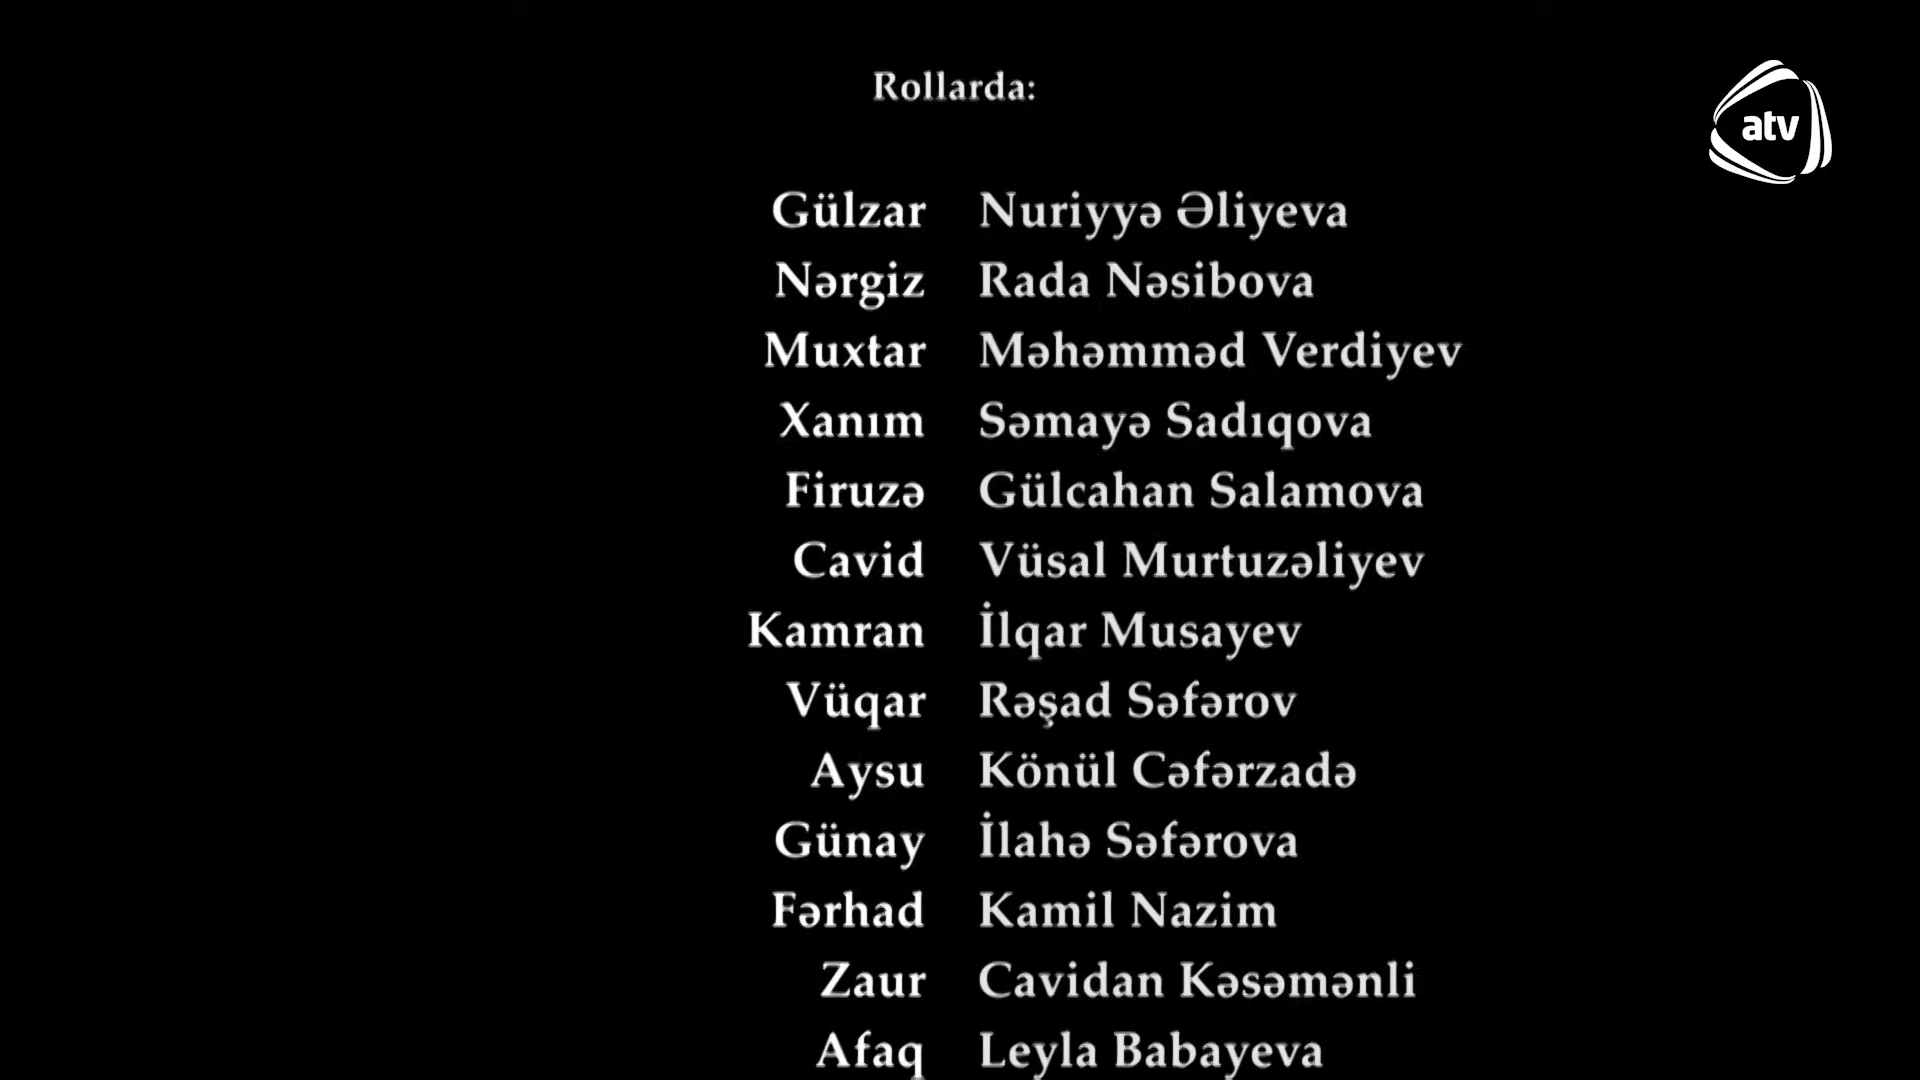 Rollarda:
atv
Gülzar Nuriyyə Əliyeva
Nərgiz Rada Nəsibova
Muxtar Məhəmməd Verdiyev
Xanım Səmayə Sadıqova
Firuzə Gülcahan Salamova
Cavid Vüsal Murtuzəliyev
Kamran İlqar Musayev
Vüqar Rəşad Səfərov
Aysu Könül Cəfərzadə
Günay İlahə Səfərova
Fərhad Kamil Nazim
Zaur Cavidan Kəsəmənli
Afaq Leyla Babayeva